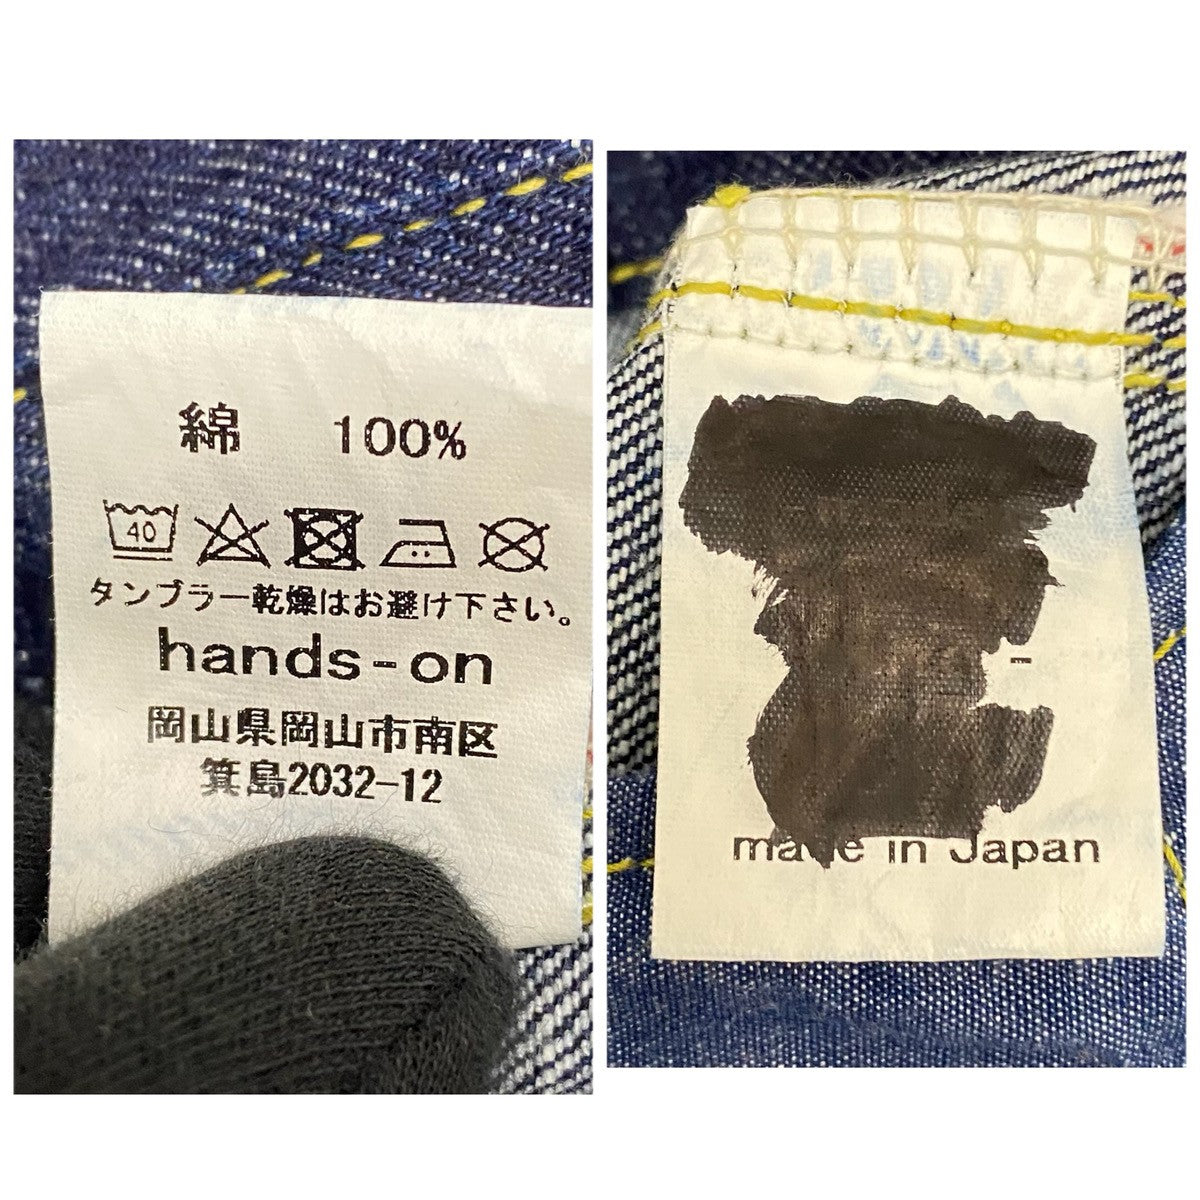 綿 100%
40
タンブラー乾燥はお避け下さい。
hands-on
岡山県岡山市南区
箕島2032-12
-
made in Japan